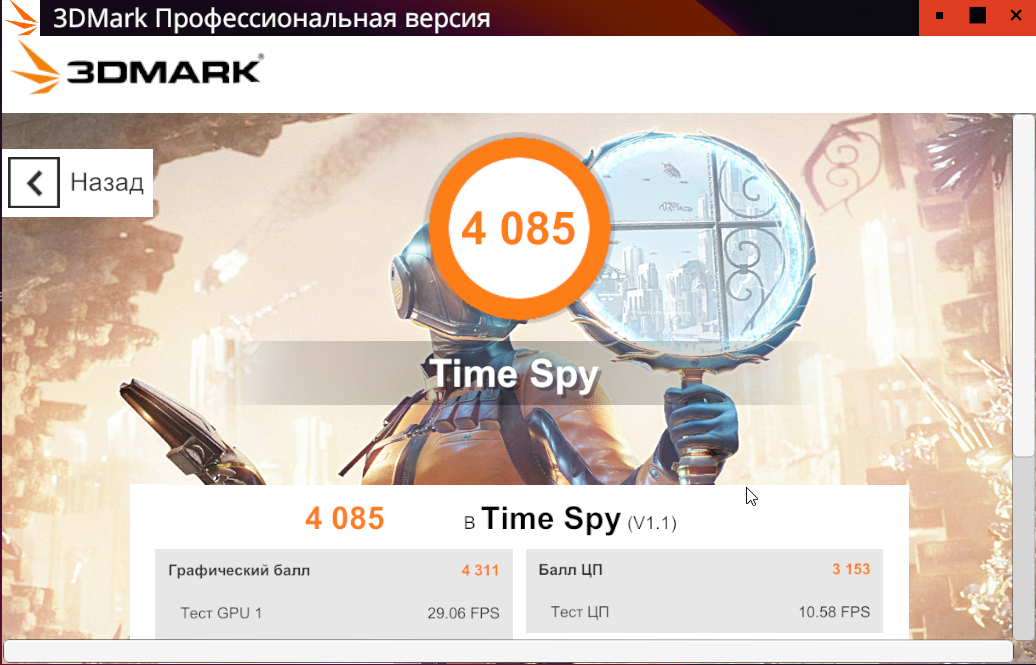 3DMark Профессиональная версия
3DMARK®
Назад
4 085
Time Spy
4 085 В Time Spy (V1.1)
Графический балл 4 311
Балл ЦП 3 153
Тест GPU 1 29.06 FPS
Тест ЦП 10.58 FPS